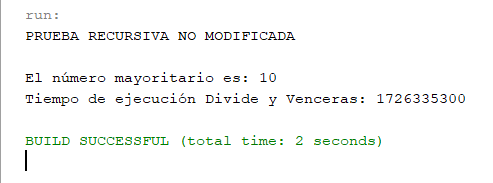 run:
PRUEBA RECURSIVA NO MODIFICADA
El número mayoritario es: 10
Tiempo de ejecución Divide y Venceras: 1726335300
BUILD SUCCESSFUL (total time: 2 seconds)